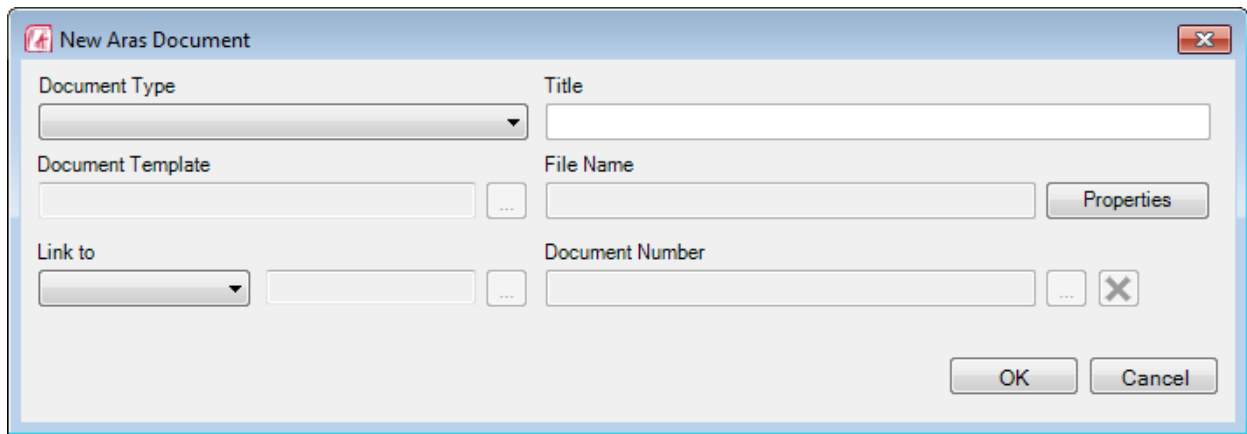 New Aras Document
Document Type
Title
Document Template
File Name
...
Properties
Link to
Document Number
...
...
OK
Cancel